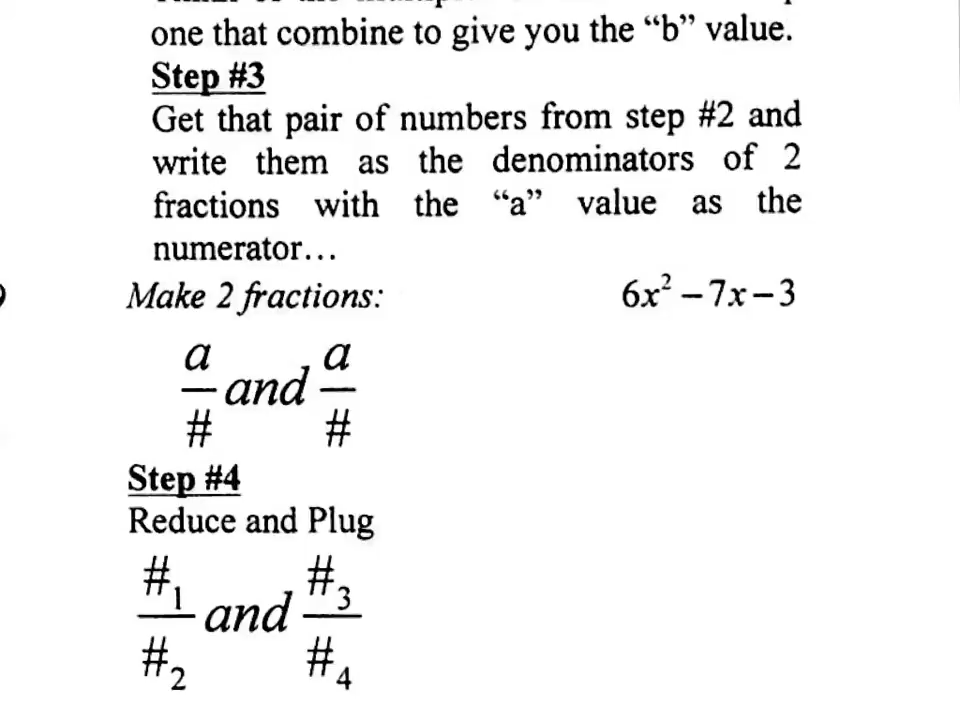 one that combine to give you the “b” value.
Step #3
Get that pair of numbers from step #2 and
write them as the denominators of 2
fractions with the “a” value as the
numerator…
Make 2 fractions:
6x² – 7x – 3
a/# and a/#
Step #4
Reduce and Plug
#₁/#₂ and #₃/#₄